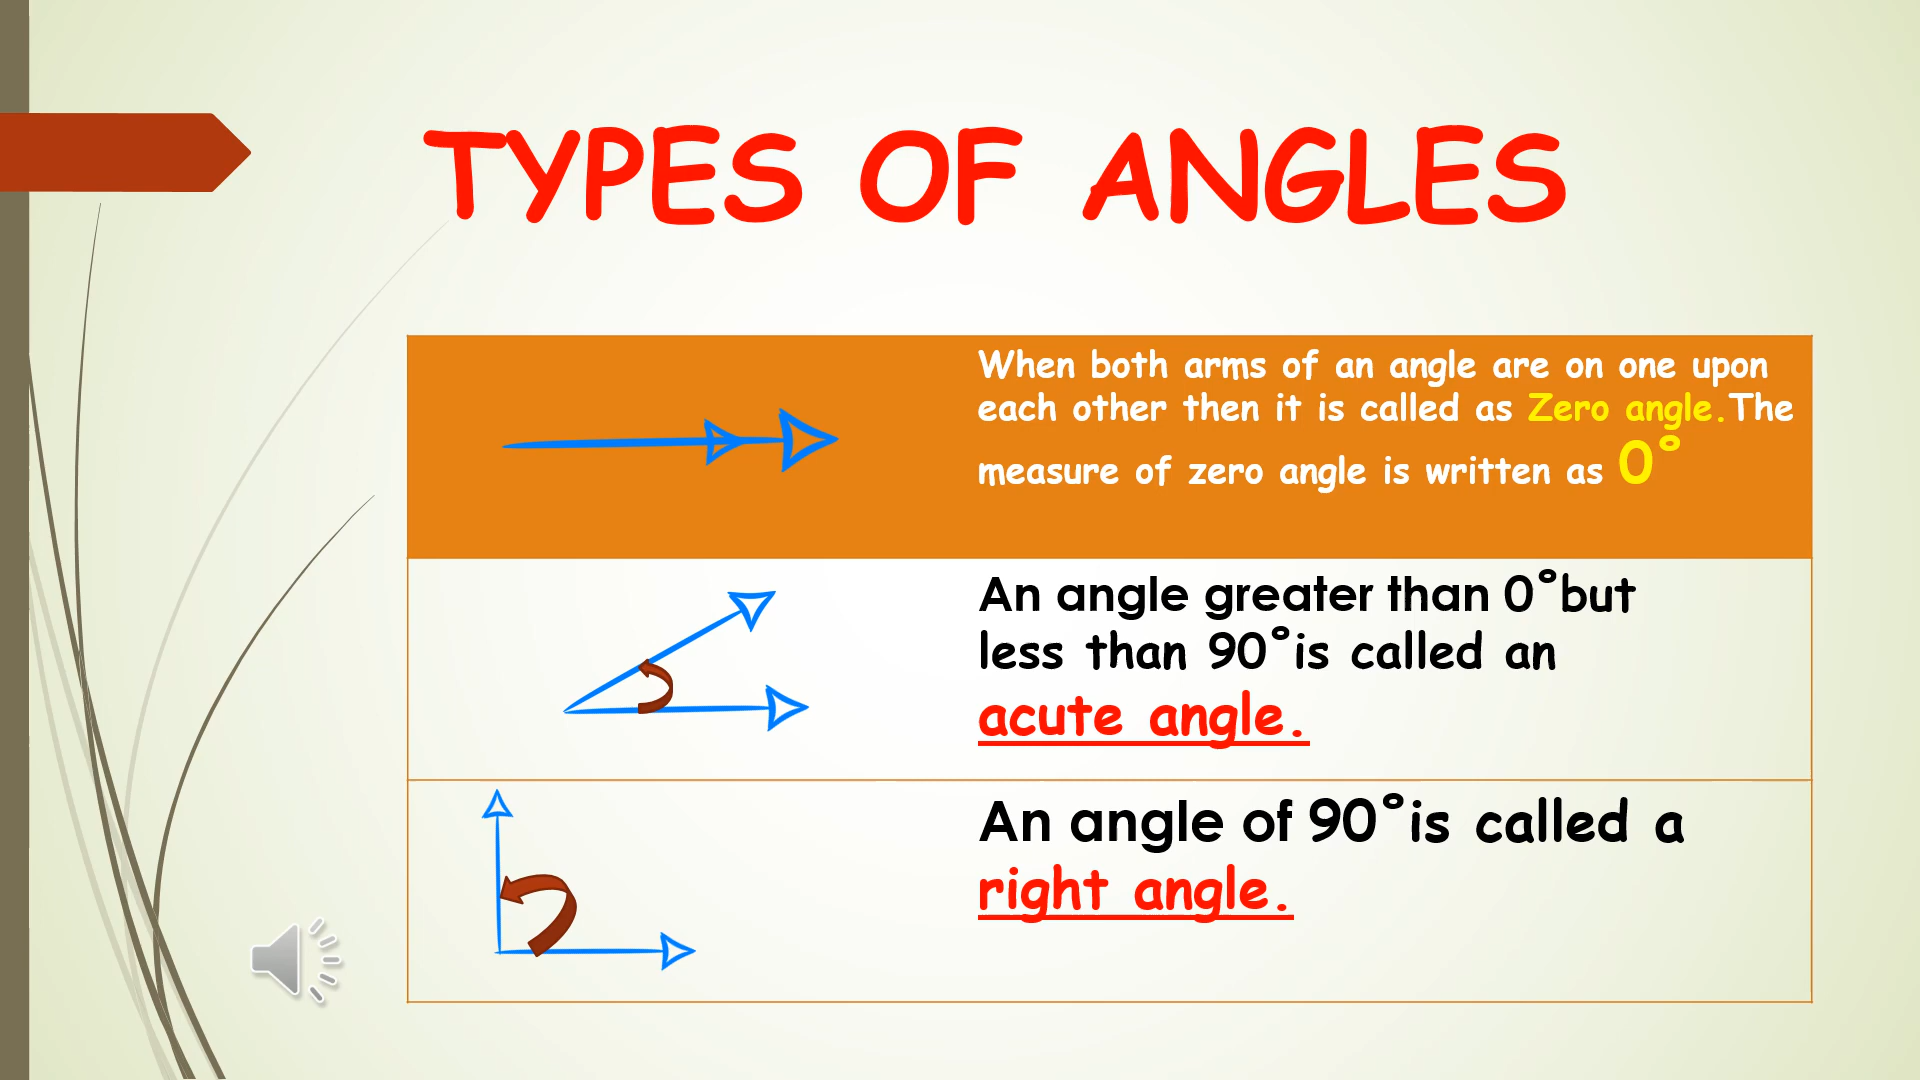 TYPES OF ANGLES
When both arms of an angle are on one upon
each other then it is called as Zero angle.The
measure of zero angle is written as 0˚
An angle greater than 0˚but
less than 90˚is called an
acute angle.
An angle of 90˚is called a
right angle.